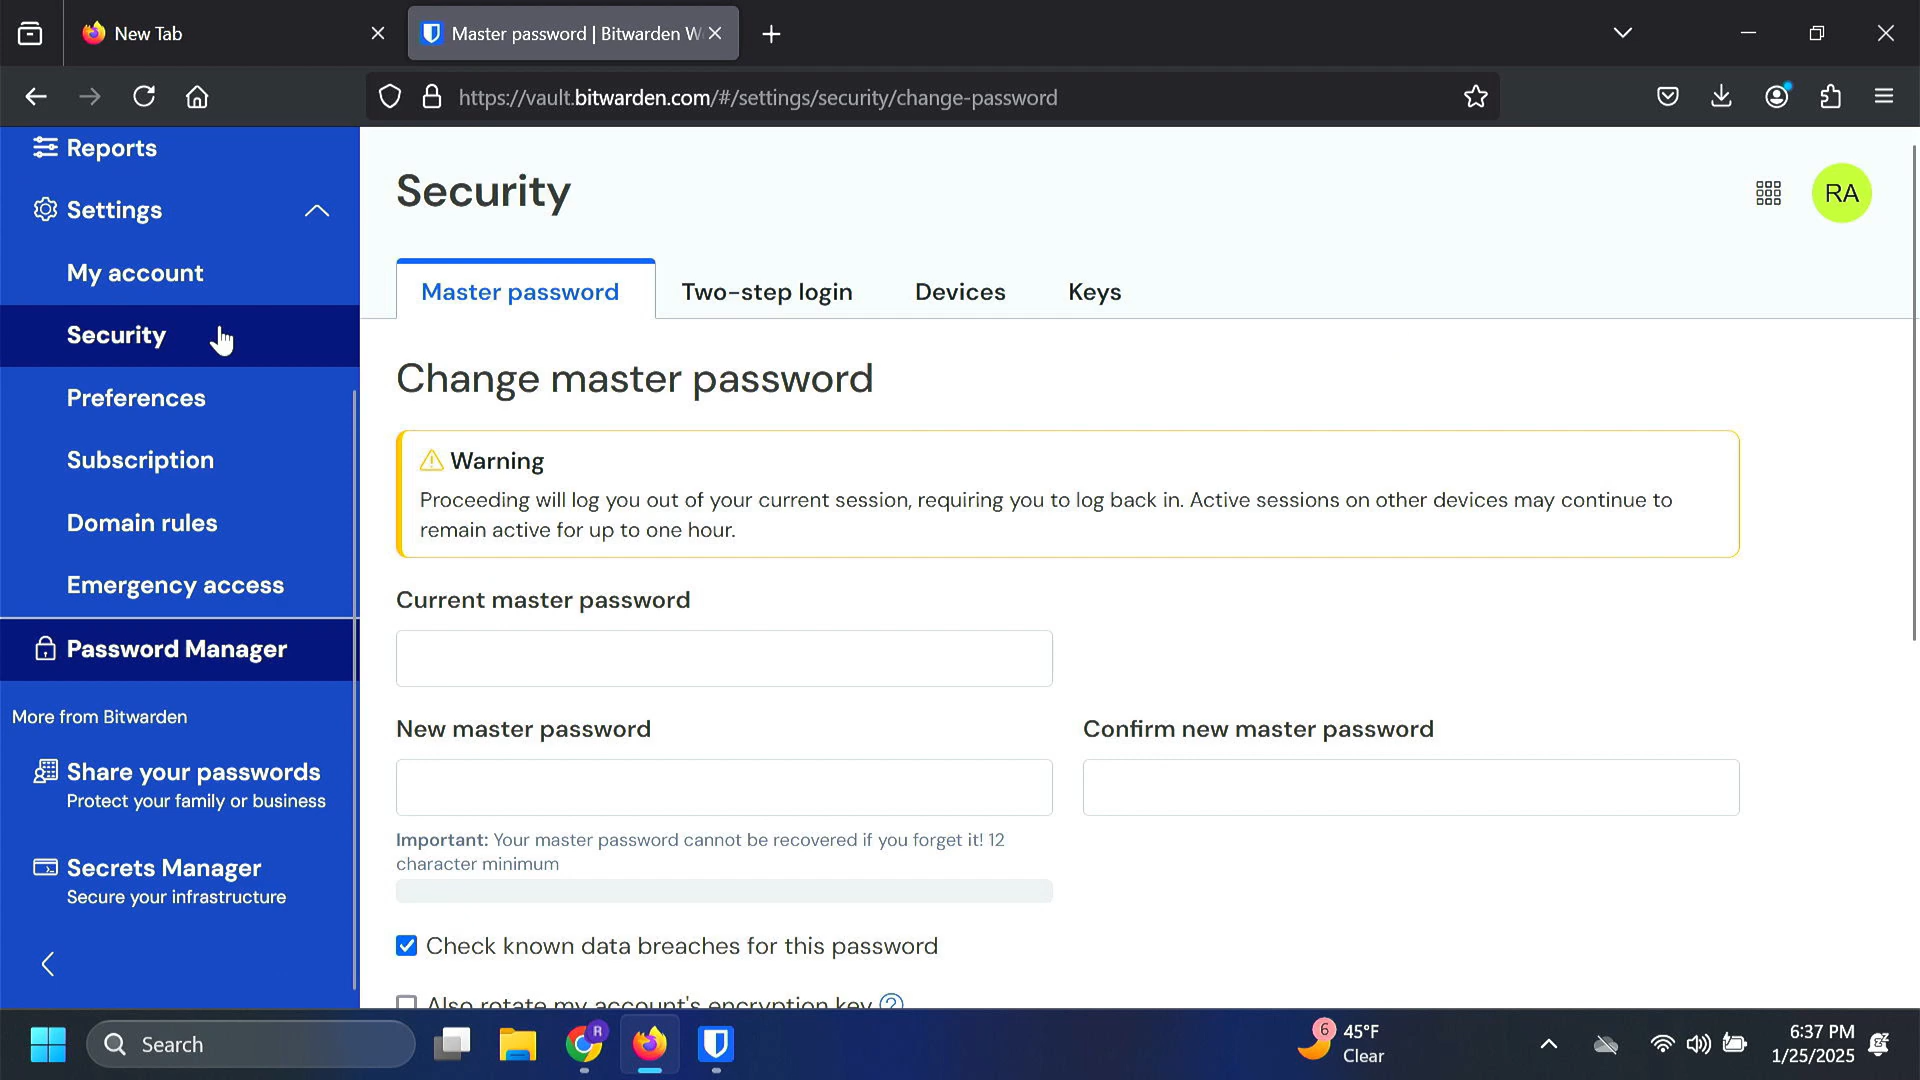 New Tab
Master password | Bitwarden W
https://vault.bitwarden.com/#/settings/security/change-password
Reports
Settings
My account
Security
Preferences
Subscription
Domain rules
Emergency access
Password Manager
More from Bitwarden
Share your passwords
Protect your family or business
Secrets Manager
Secure your infrastructure
Security
RA
Master password
Two-step login
Devices
Keys
Change master password
Warning
Proceeding will log you out of your current session, requiring you to log back in. Active sessions on other devices may continue to
remain active for up to one hour.
Current master password
New master password
Confirm new master password
Important: Your master password cannot be recovered if you forget it! 12
character minimum
Check known data breaches for this password
Also rotate my account's encryption key
Search
R
6
45°F
Clear
6:37 PM
1/25/2025